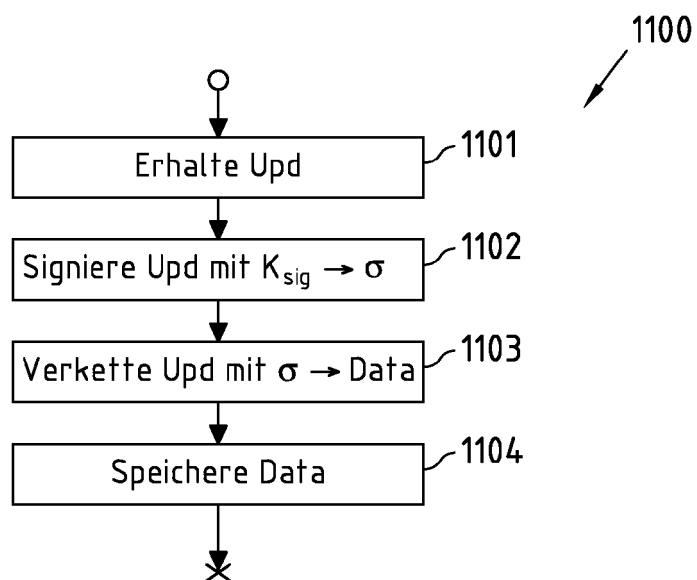 1100
Erhalte Upd
1101
Signiere Upd mit K_sig → σ
1102
Verkette Upd mit σ → Data
1103
Speichere Data
1104